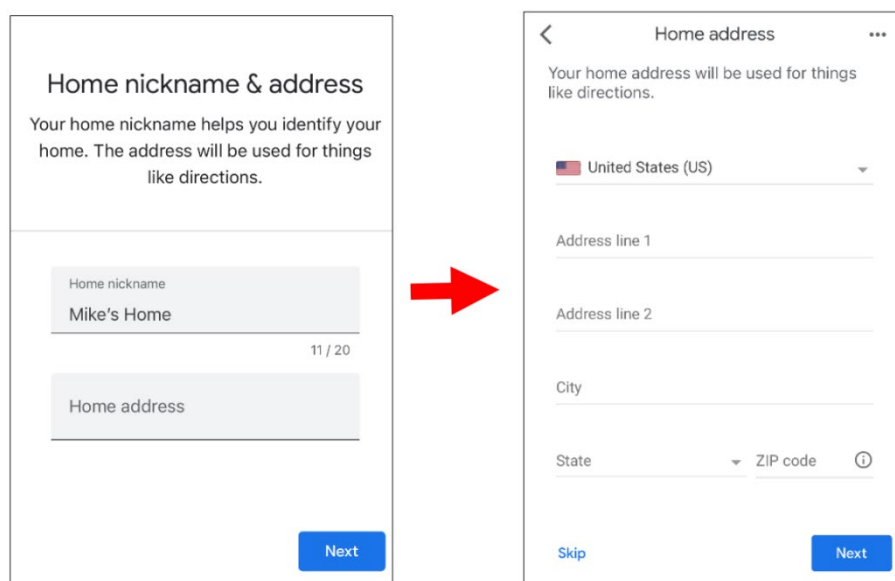 Home nickname & address
Your home nickname helps you identify your
home. The address will be used for things
like directions.
Home nickname
Mike's Home
11 / 20
Home address
Next
Home address
Your home address will be used for things
like directions.
United States (US)
Address line 1
Address line 2
City
State
ZIP code
Skip
Next